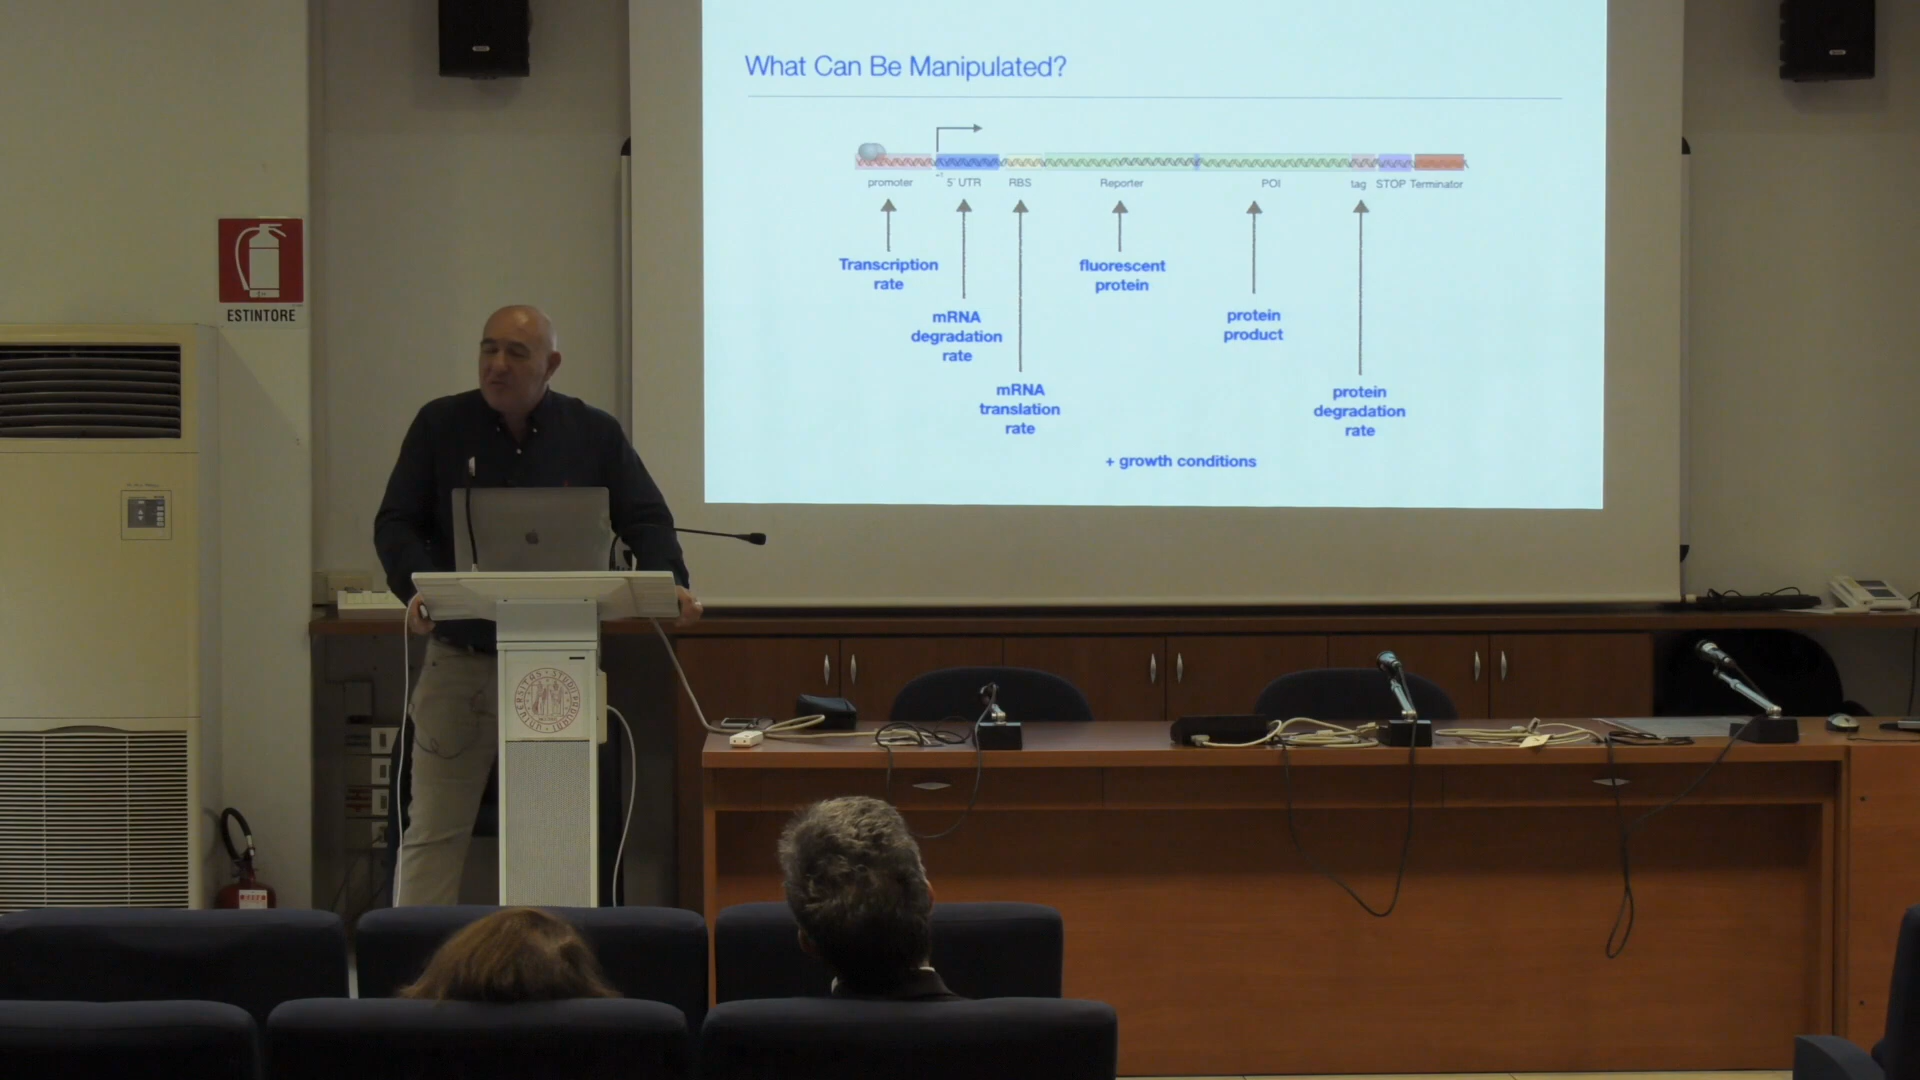 What Can Be Manipulated?
+1
promoter 5' UTR RBS Reporter POI tag STOP Terminator
Transcription
rate
mRNA
degradation
rate
mRNA
translation
rate
fluorescent
protein
protein
product
protein
degradation
rate
+ growth conditions
ESTINTORE